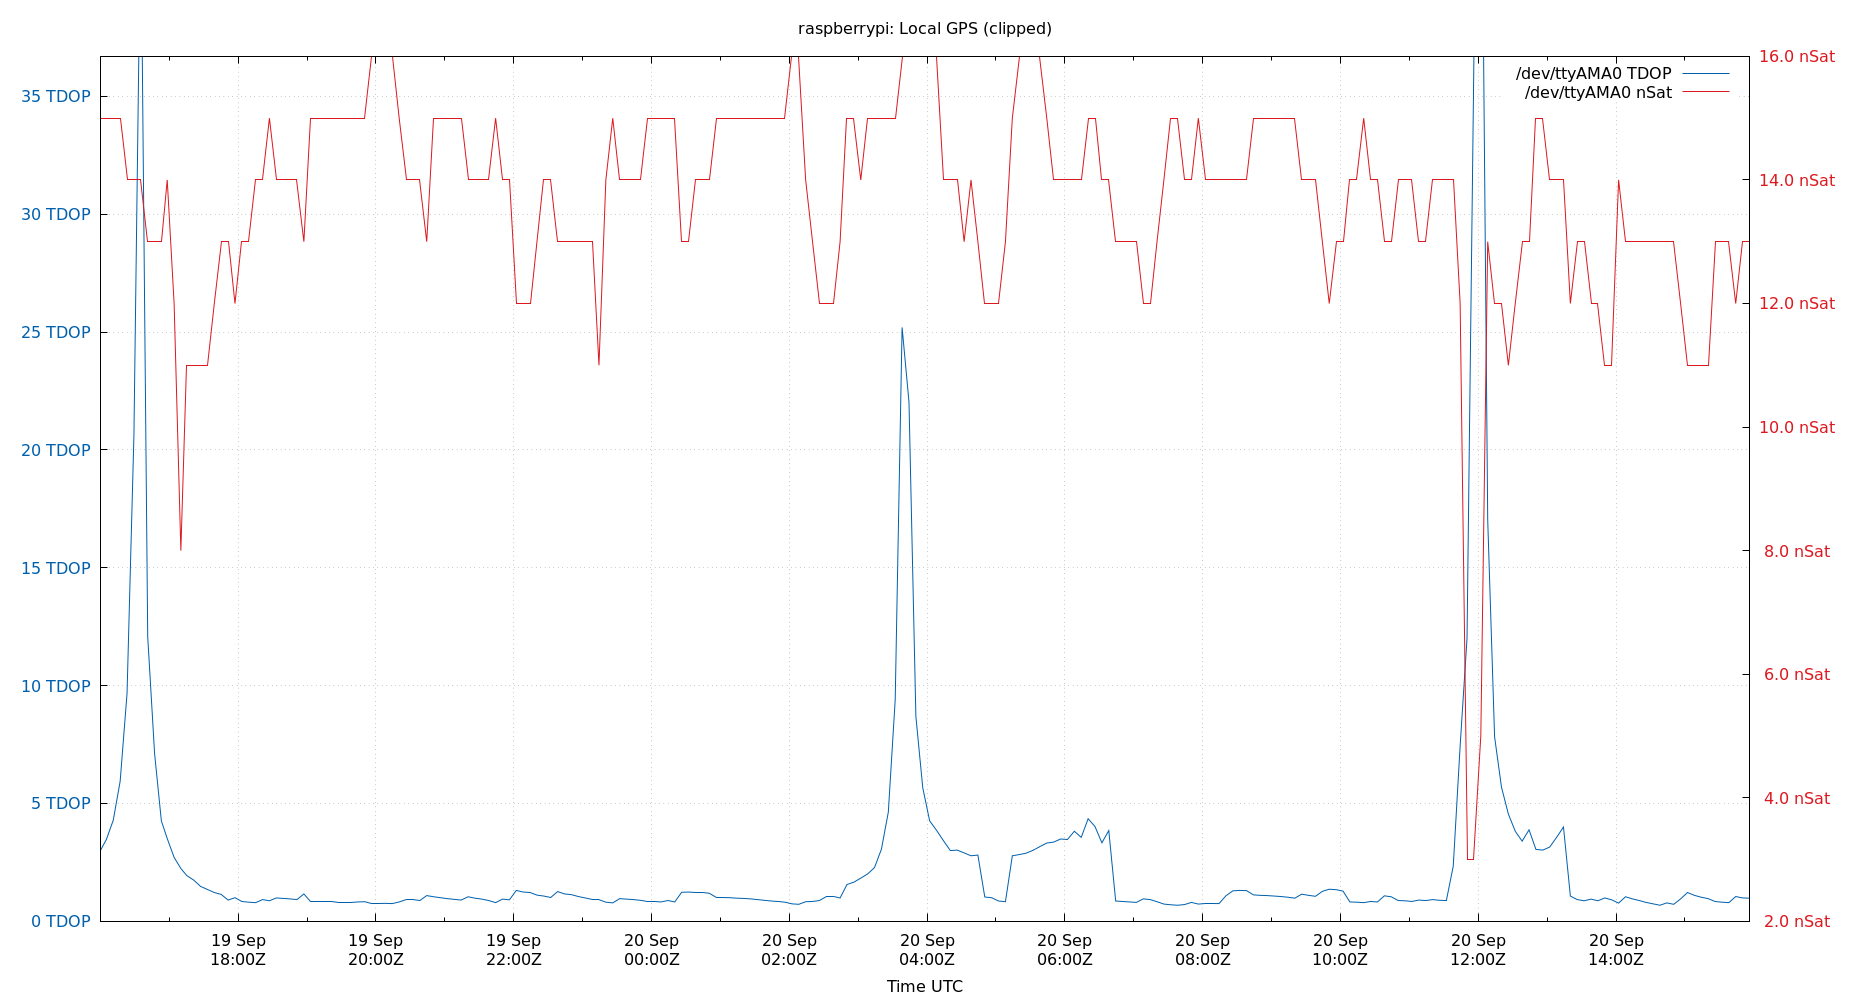 raspberrypi: Local GPS (clipped)
/dev/ttyAMA0 TDOP
/dev/ttyAMA0 nSat
35 TDOP
30 TDOP
25 TDOP
20 TDOP
15 TDOP
10 TDOP
5 TDOP
0 TDOP
16.0 nSat
14.0 nSat
12.0 nSat
10.0 nSat
8.0 nSat
6.0 nSat
4.0 nSat
2.0 nSat
19 Sep 19 Sep 19 Sep 20 Sep 20 Sep 20 Sep 20 Sep 20 Sep 20 Sep 20 Sep 20 Sep
18:00Z 20:00Z 22:00Z 00:00Z 02:00Z 04:00Z 06:00Z 08:00Z 10:00Z 12:00Z 14:00Z
Time UTC